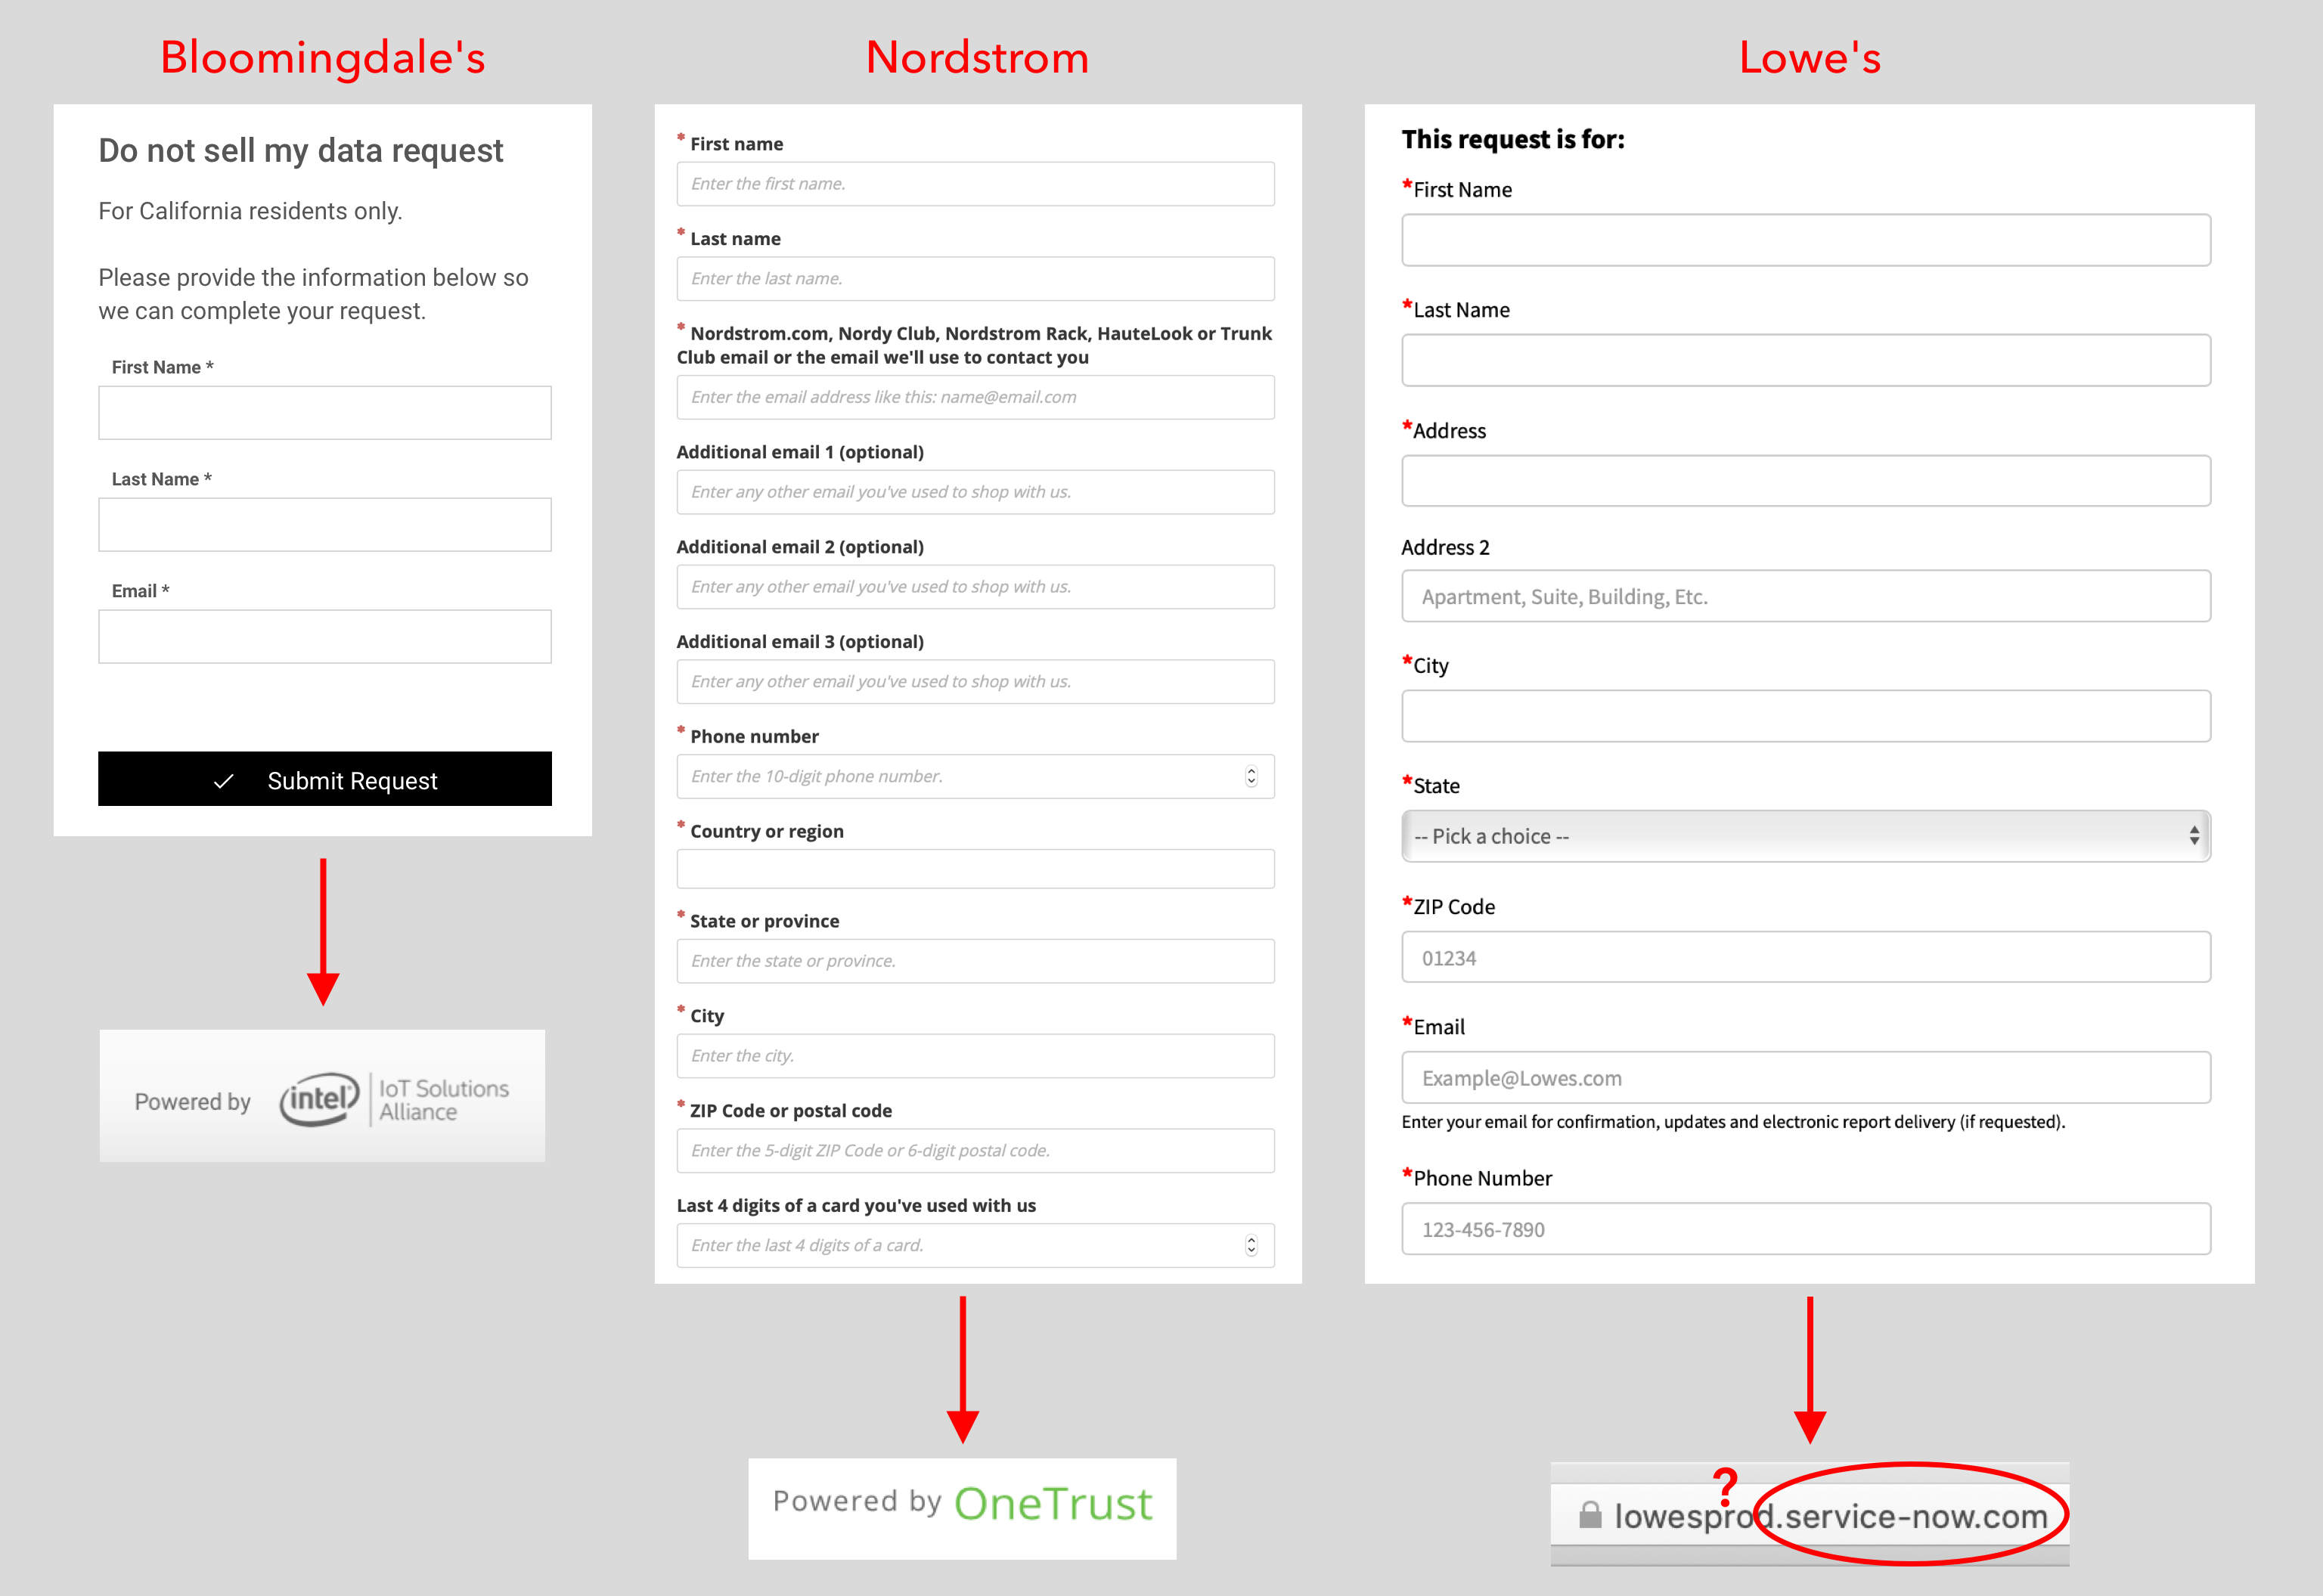 Bloomingdale's
Do not sell my data request
For California residents only.
Please provide the information below so
we can complete your request.
First Name *
Last Name *
Email *
Submit Request
Powered by intel IoT Solutions
Alliance
Nordstrom
* First name
Enter the first name.
* Last name
Enter the last name.
* Nordstrom.com, Nordy Club, Nordstrom Rack, HauteLook or Trunk
Club email or the email we'll use to contact you
Enter the email address like this: name@email.com
Additional email 1 (optional)
Enter any other email you've used to shop with us.
Additional email 2 (optional)
Enter any other email you've used to shop with us.
Additional email 3 (optional)
Enter any other email you've used to shop with us.
* Phone number
Enter the 10-digit phone number.
* Country or region
* State or province
Enter the state or province.
* City
Enter the city.
* ZIP Code or postal code
Enter the 5-digit ZIP Code or 6-digit postal code.
Last 4 digits of a card you've used with us
Enter the last 4 digits of a card.
Powered by OneTrust
Lowe's
This request is for:
*First Name
*Last Name
*Address
Address 2
Apartment, Suite, Building, Etc.
*City
*State
-- Pick a choice --
*ZIP Code
01234
*Email
Example@Lowes.com
Enter your email for confirmation, updates and electronic report delivery (if requested).
*Phone Number
123-456-7890
?
lowesprod.service-now.com